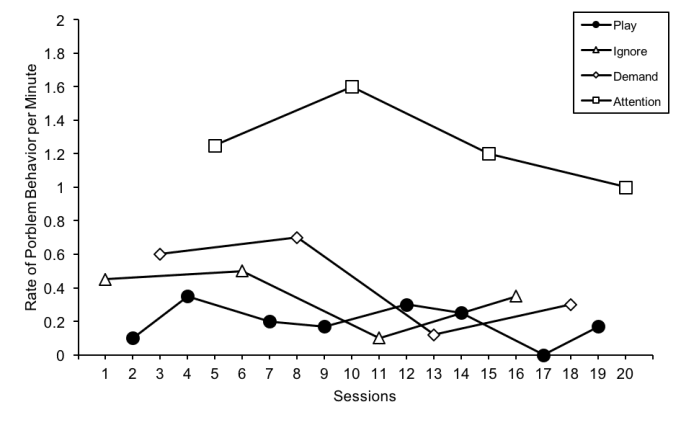 2
1.8
1.6
1.4
1.2
1
0.8
0.6
0.4
0.2
0
Rate of Porblem Behavior per Minute
1 2 3 4 5 6 7 8 9 10 11 12 13 14 15 16 17 18 19 20
Sessions
Play
Ignore
Demand
Attention